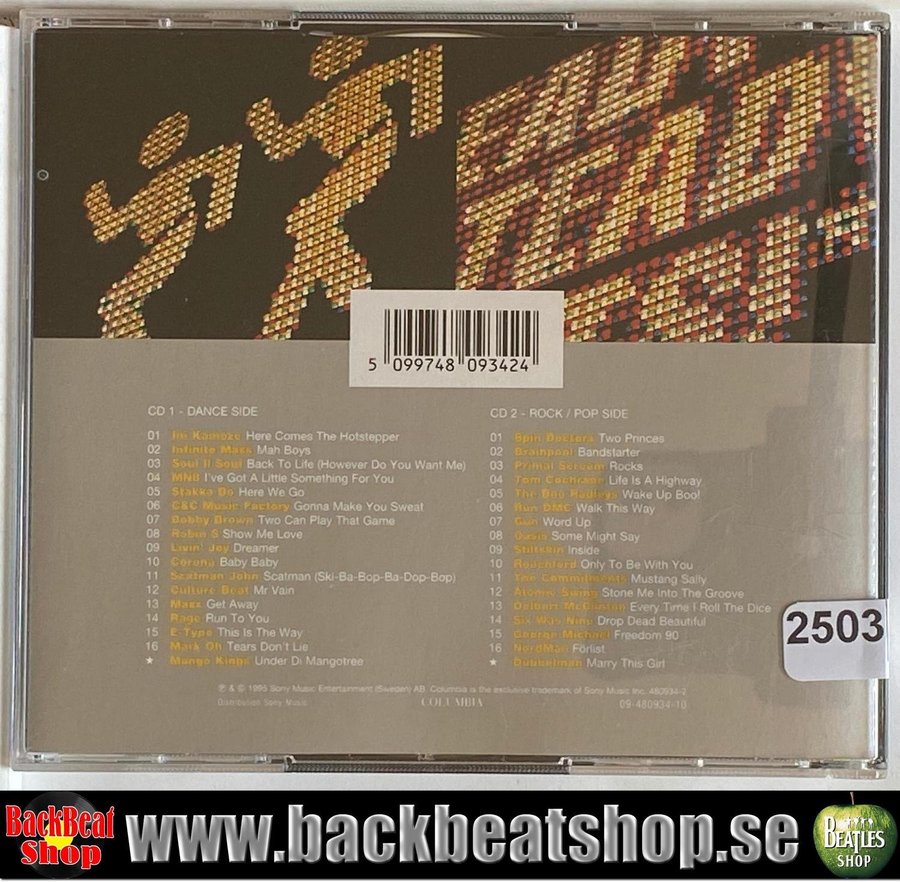 READY
STEADY
5 099748 093424
CD 1 - DANCE SIDE
01 Ini Kamoze Here Comes The Hotstepper
02 Infinite Mass Mah Boys
03 Soul II Soul Back To Life (However Do You Want Me)
04 MN8 I've Got A Little Something For You
05 Stakka Bo Here We Go
06 C&C Music Factory Gonna Make You Sweat
07 Bobby Brown Two Can Play That Game
08 Robin S Show Me Love
09 Livin' Joy Dreamer
10 Corona Baby Baby
11 Scatman John Scatman (Ski-Ba-Bop-Ba-Dop-Bop)
12 Culture Beat Mr Vain
13 Maxx Get Away
14 Rage Run To You
15 E Type This Is The Way
16 Mark Oh Tears Don't Lie
★ Mungo Kings Under Di Mangotree
CD 2 - ROCK / POP SIDE
01 Spin Doctors Two Princes
02 Brainpool Bandstarter
03 Primal Scream Rocks
04 Tom Cochrane Life Is A Highway
05 The Boo Radleys Wake Up Boo!
06 Run DMC Walk This Way
07 Gun Word Up
08 Oasis Some Might Say
09 Stiltskin Inside
10 Roachford Only To Be With You
11 The Commitments Mustang Sally
12 Atomic Swing Stone Me Into The Groove
13 Delbert McClinton Every Time I Roll The Dice
14 Six Was Nine Drop Dead Beautiful
15 George Michael Freedom 90
16 NordMan Förlist
★ Dubbelman Marry This Girl
2503
℗ & © 1995 Sony Music Entertainment (Sweden) AB. Columbia is the exclusive trademark of Sony Music Inc. 480934-2
Distribution Sony Music COLUMBIA 09-480934-10
BackBeat Shop
www.backbeatshop.se
BEATLES SHOP